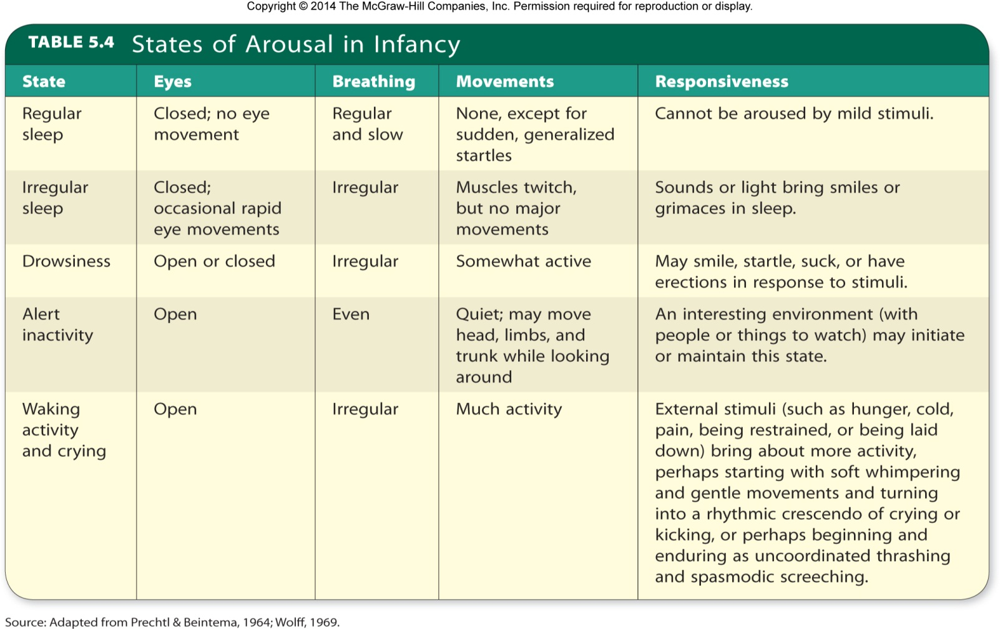 Copyright © 2014 The McGraw-Hill Companies, Inc. Permission required for reproduction or display.
TABLE 5.4 States of Arousal in Infancy
State Eyes Breathing Movements Responsiveness
Regular
sleep
Closed; no eye
movement
Regular
and slow
None, except for
sudden, generalized
startles
Cannot be aroused by mild stimuli.
Irregular
sleep
Closed;
occasional rapid
eye movements
Irregular
Muscles twitch,
but no major
movements
Sounds or light bring smiles or
grimaces in sleep.
Drowsiness
Open or closed
Irregular
Somewhat active
May smile, startle, suck, or have
erections in response to stimuli.
Alert
inactivity
Open
Even
Quiet; may move
head, limbs, and
trunk while looking
around
An interesting environment (with
people or things to watch) may initiate
or maintain this state.
Waking
activity
and crying
Open
Irregular
Much activity
External stimuli (such as hunger, cold,
pain, being restrained, or being laid
down) bring about more activity,
perhaps starting with soft whimpering
and gentle movements and turning
into a rhythmic crescendo of crying or
kicking, or perhaps beginning and
enduring as uncoordinated thrashing
and spasmodic screeching.
Source: Adapted from Prechtl & Beintema, 1964; Wolff, 1969.